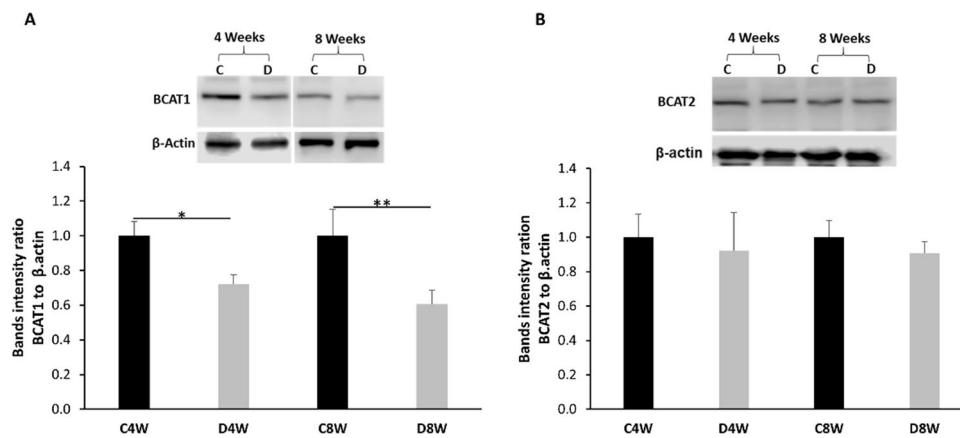 A
4 Weeks 8 Weeks
C D C D
BCAT1
β-Actin
1.4
1.2
1.0
0.8
0.6
0.4
0.2
0.0
Bands intensity ratio
BCAT1 to β.actin
* **
C4W D4W C8W D8W
B
4 Weeks 8 Weeks
C D C D
BCAT2
β-actin
1.4
1.2
1.0
0.8
0.6
0.4
0.2
0.0
Bands intensity ration
BCAT2 to β.actin
C4W D4W C8W D8W